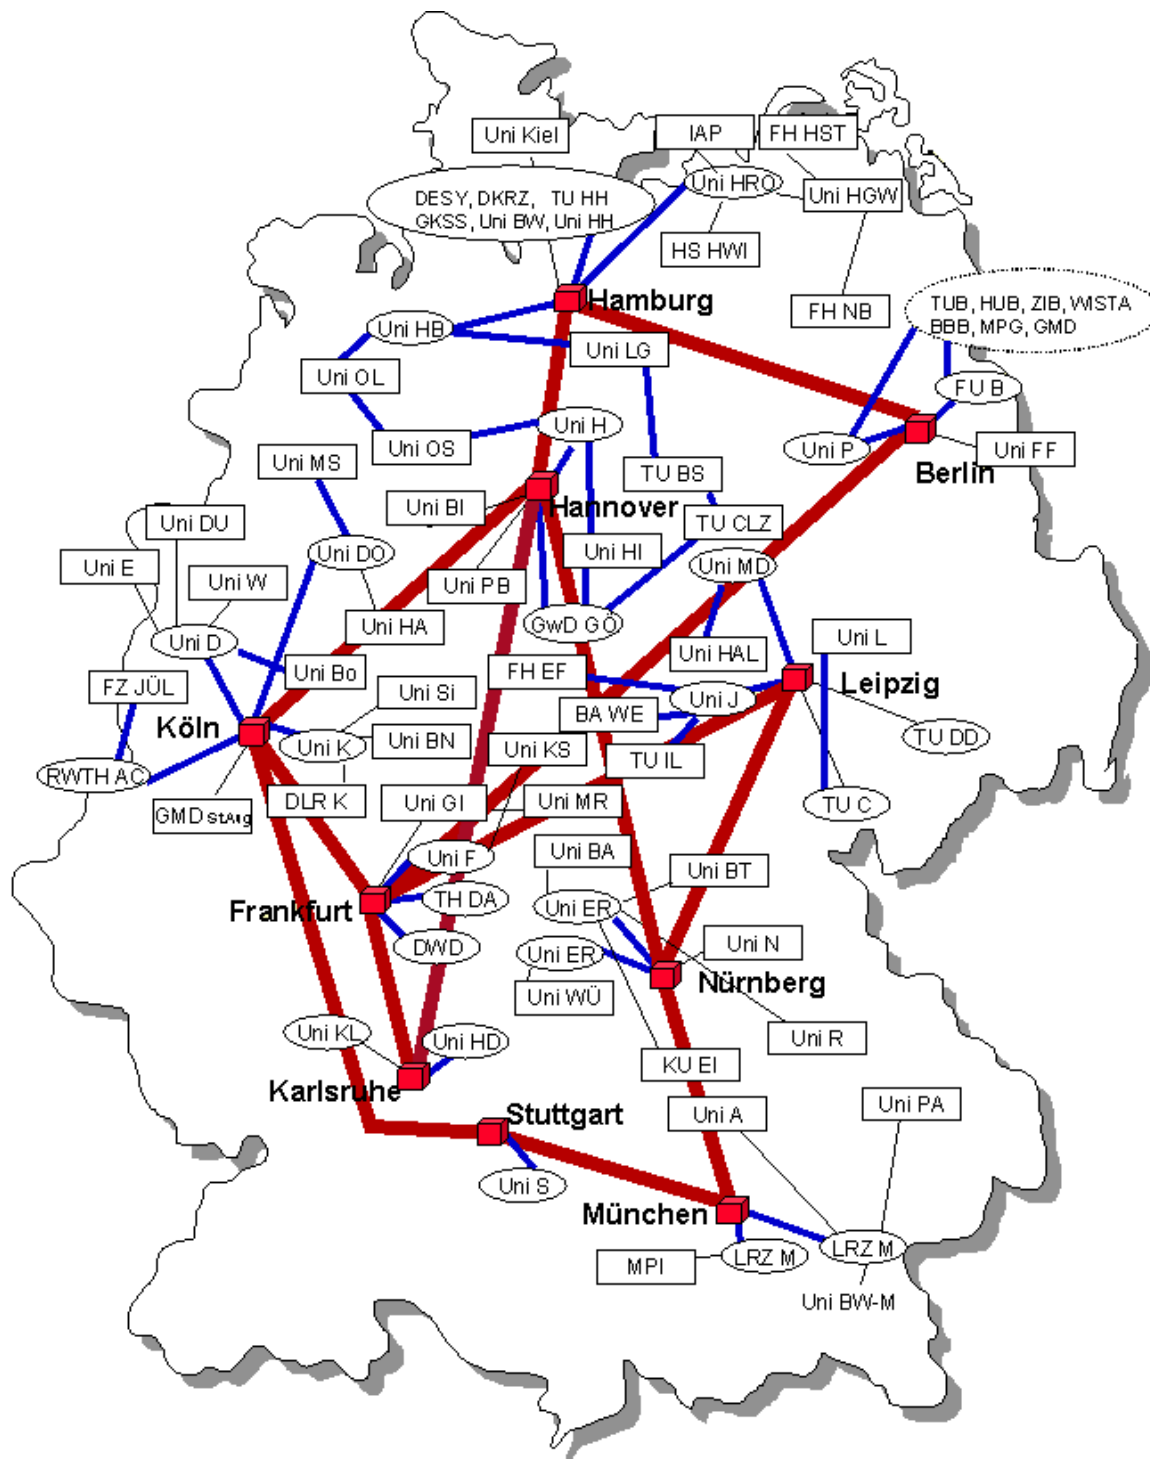 Uni Kiel
IAP
FH HST
DESY, DKRZ, TU HH
GKSS, Uni BW, Uni HH
Uni HRO
Uni HGW
HS HWI
Hamburg
FH NB
TUB, HUB, ZIB, WISTA
BBB, MPG, GMD
Uni HB
Uni LG
Uni OL
FU B
Uni H
Uni OS
Uni P
Uni FF
Berlin
Uni MS
TU BS
Uni BI
Hannover
Uni DU
TU CLZ
Uni DO
Uni HI
Uni MD
Uni E
Uni W
Uni PB
Uni HA
GwD GÖ
Uni D
Uni HAL
Uni L
Uni Bo
FH EF
FZ JÜL
Uni Si
Uni J
Leipzig
BA WE
Köln
Uni K
Uni BN
Uni KS
TU IL
TU DD
RWTH AC
DLR K
Uni GI
Uni MR
TU C
GMD StAug
Uni F
Uni BA
Uni BT
Frankfurt
TH DA
Uni ER
DWD
Uni ER
Uni N
Nürnberg
Uni WÜ
Uni KL
Uni HD
Uni R
KU EI
Karlsruhe
Stuttgart
Uni A
Uni PA
Uni S
München
MPI
LRZ M
LRZ M
Uni BW-M